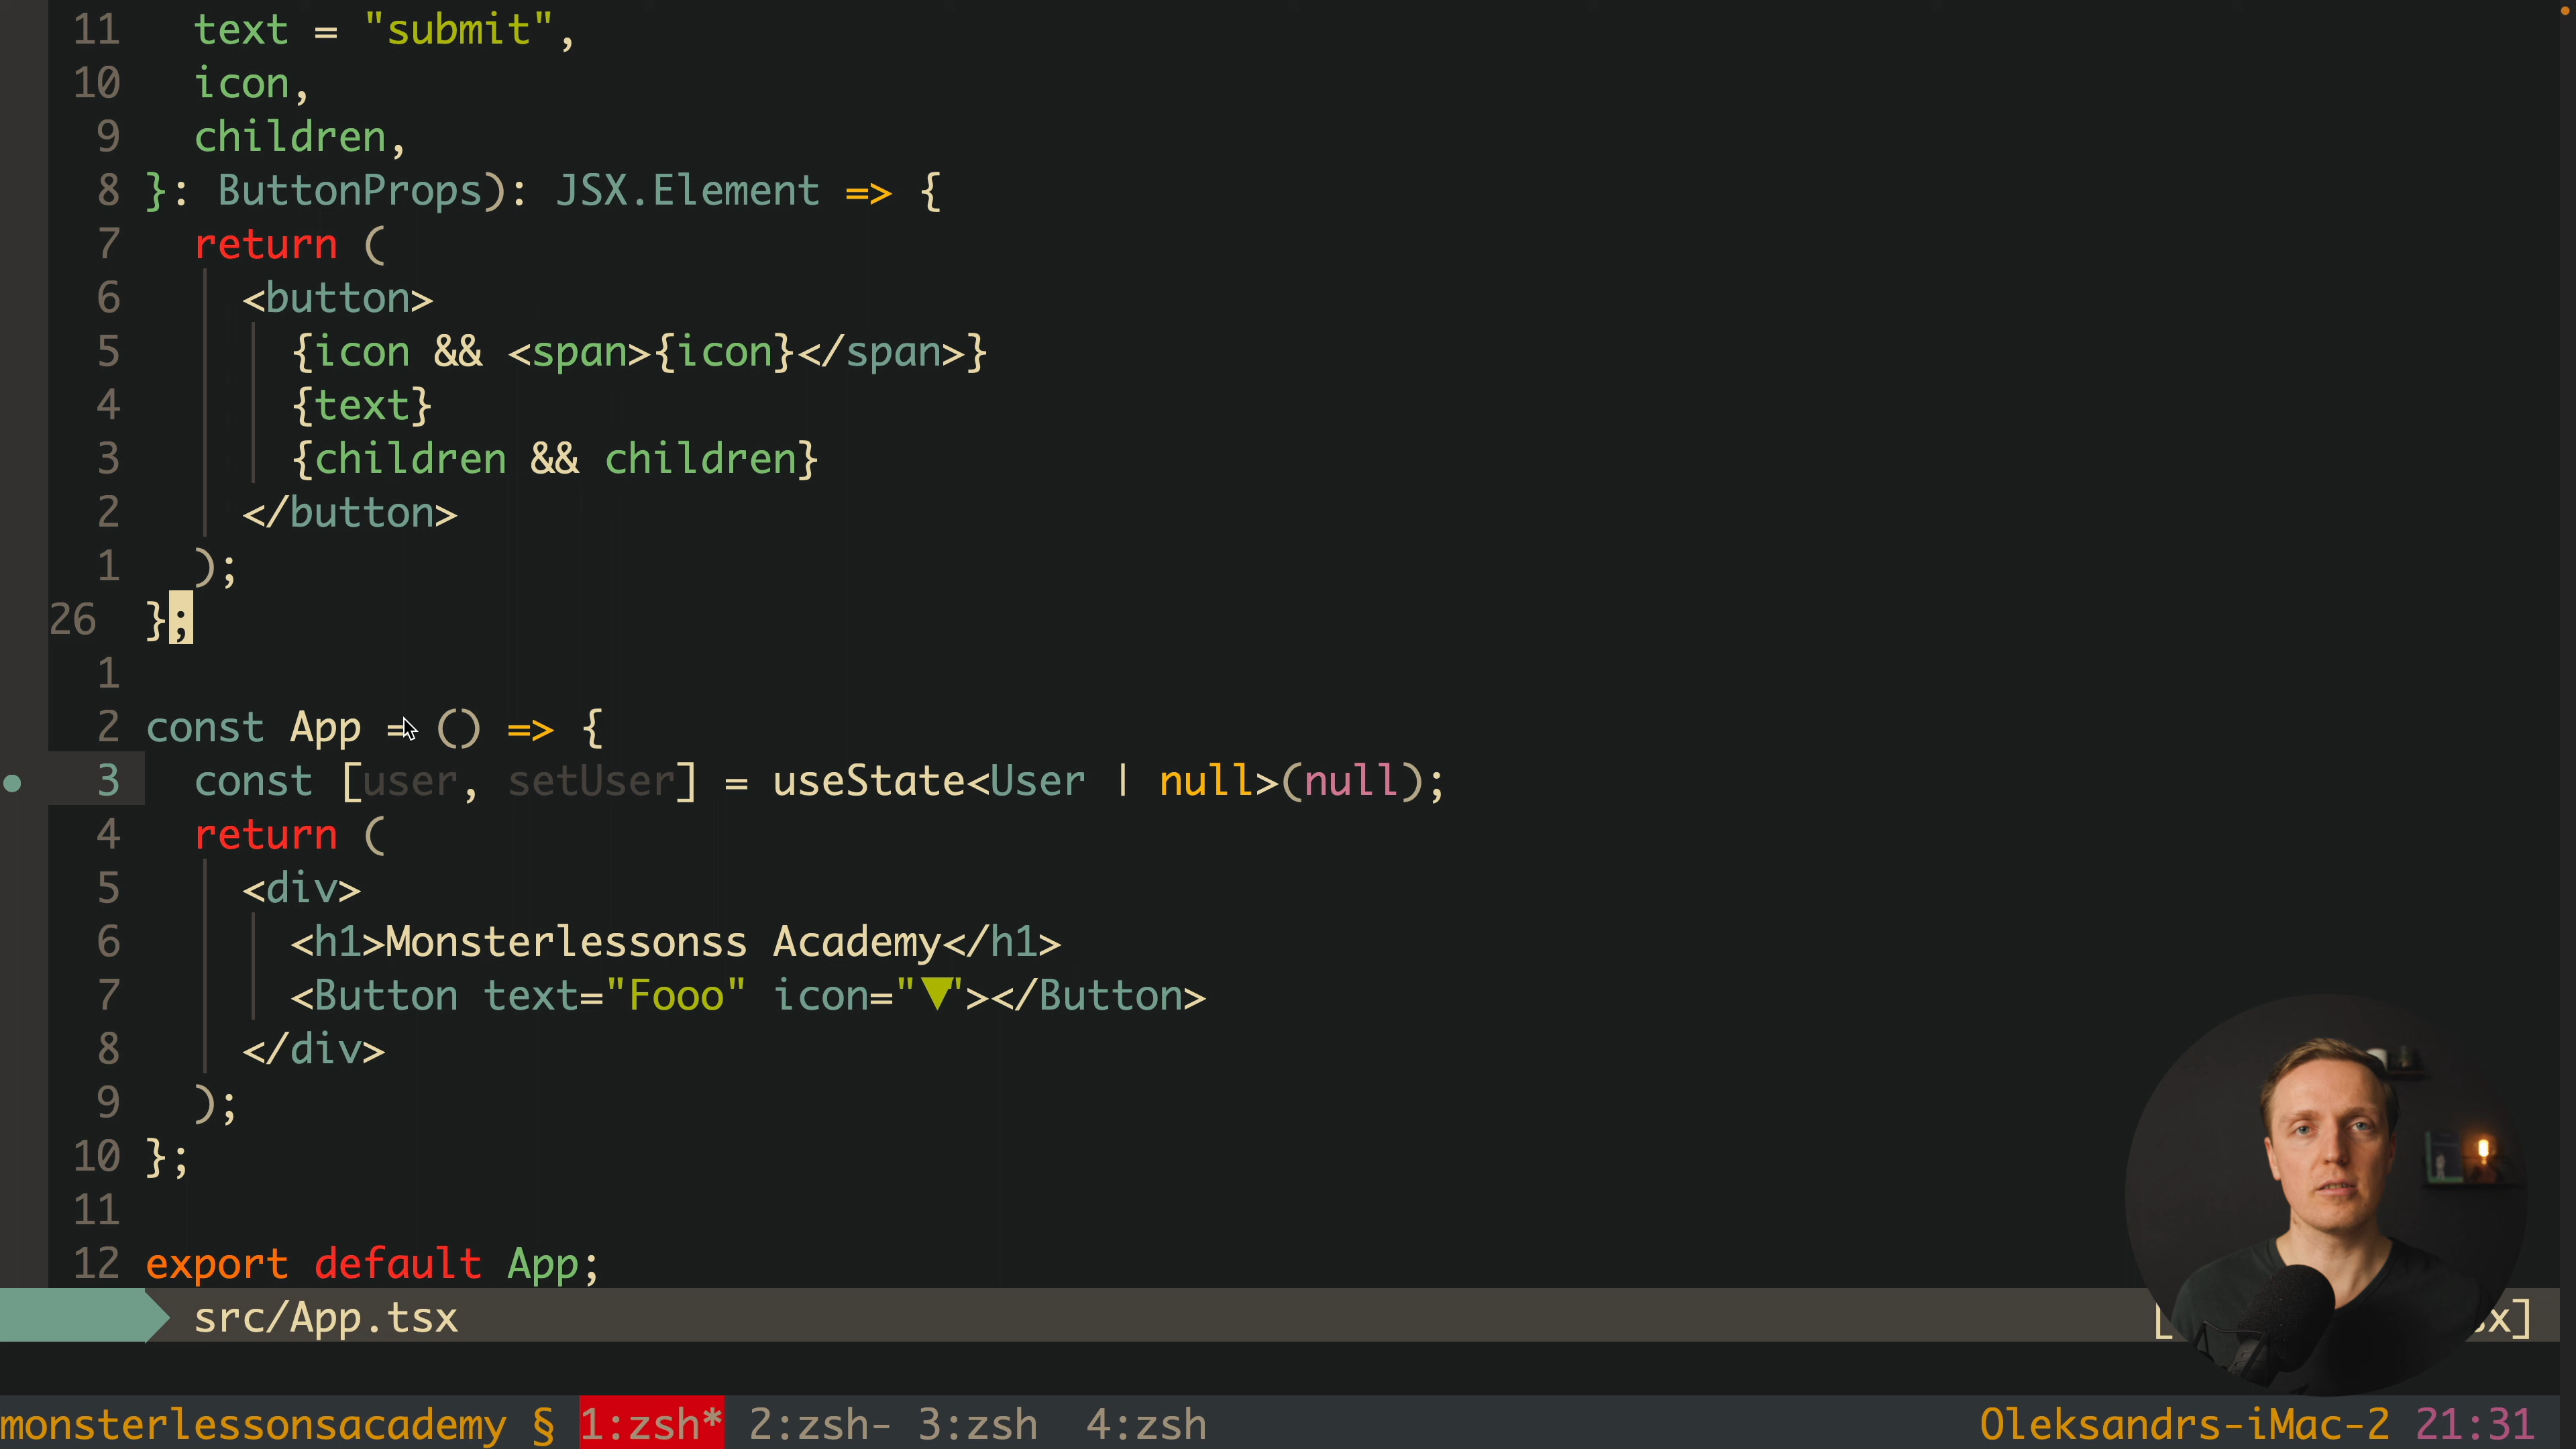 11 text = "submit",
10 icon,
9 children,
8 }: ButtonProps): JSX.Element => {
7 return (
6 <button>
5 {icon && <span>{icon}</span>}
4 {text}
3 {children && children}
2 </button>
1 );
26 };
1
2 const App = () => {
3 const [user, setUser] = useState<User | null>(null);
4 return (
5 <div>
6 <h1>Monsterlessonss Academy</h1>
7 <Button text="Fooo" icon="▼"></Button>
8 </div>
9 );
10 };
11
12 export default App;
src/App.tsx [ x]
monsterlessonsacademy § 1:zsh* 2:zsh- 3:zsh 4:zsh Oleksandrs-iMac-2 21:31